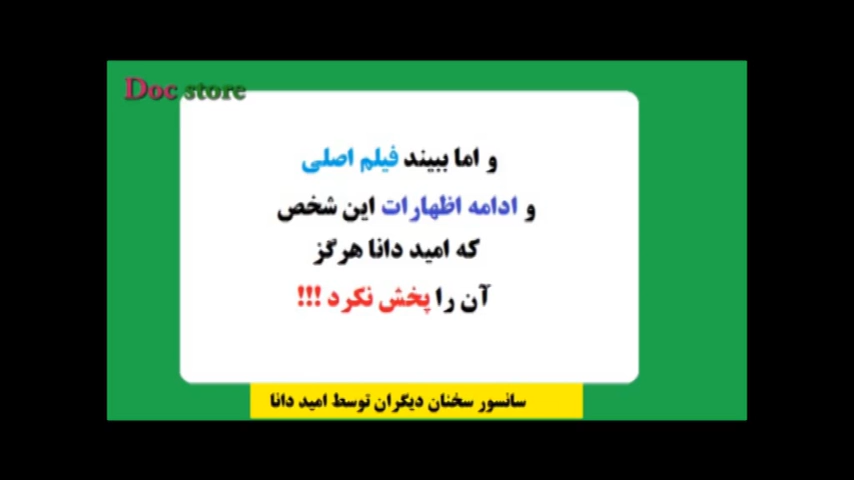 Doc store
و اما ببیند فیلم اصلی
و ادامه اظهارات این شخص
که امید دانا هرگز
آن را پخش نکرد !!!
سانسور سخنان دیگران توسط امید دانا